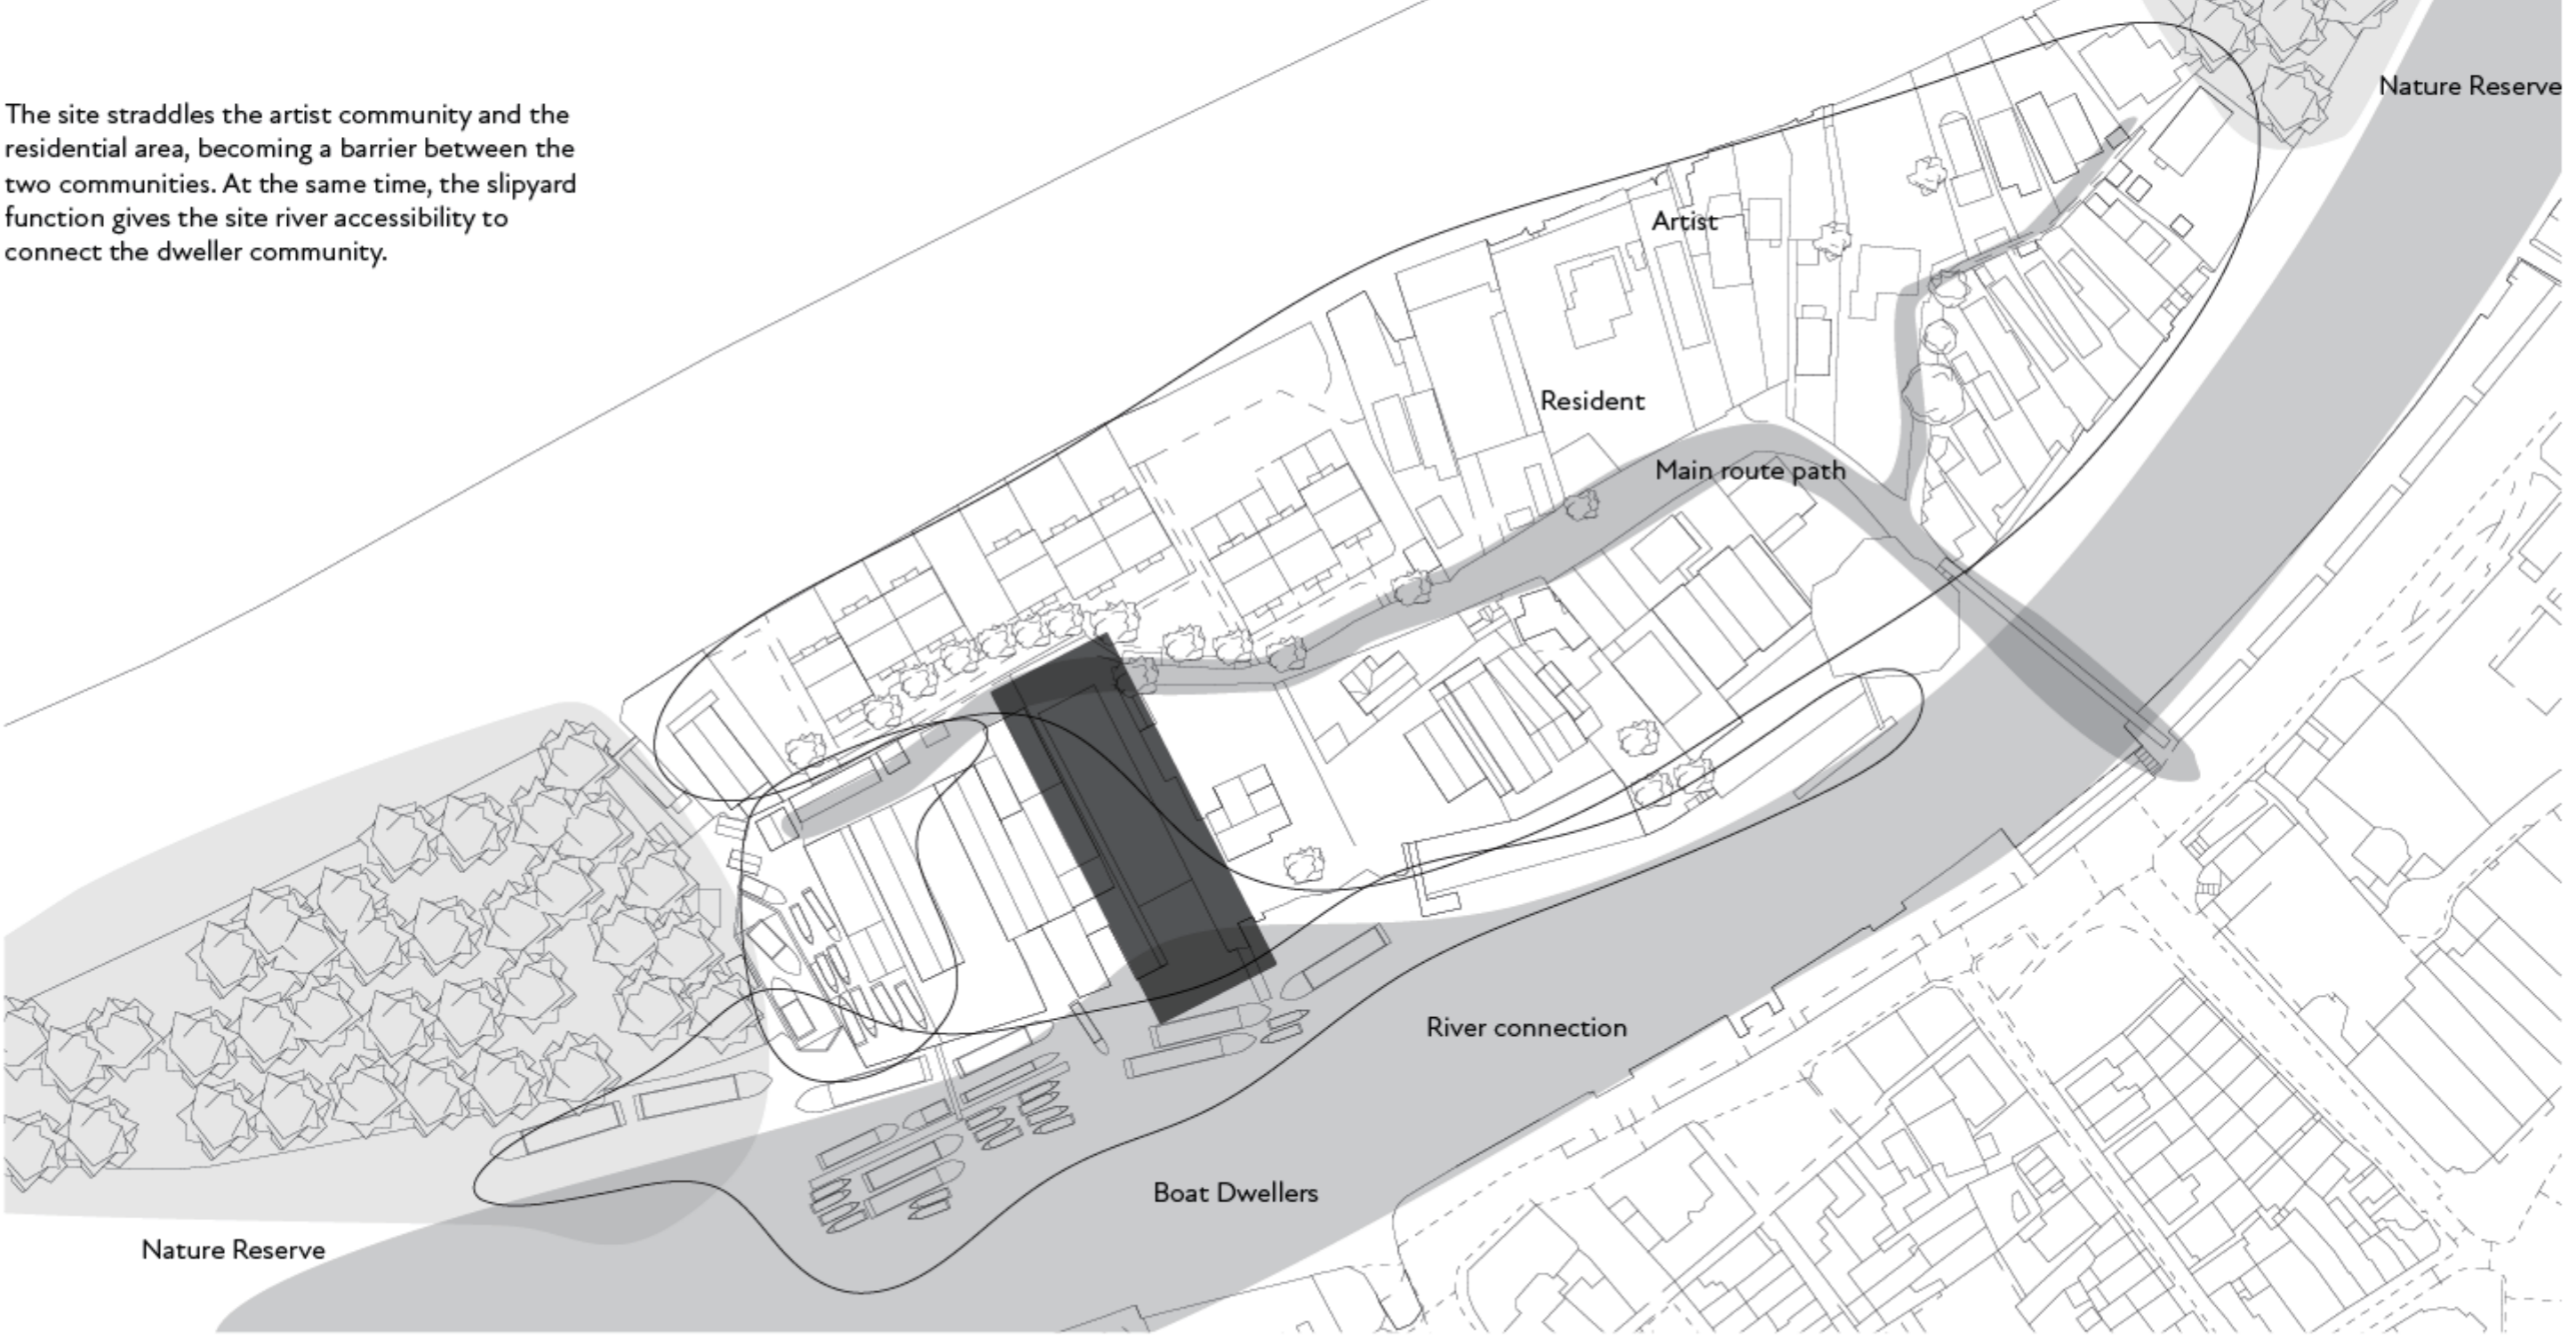 The site straddles the artist community and the
residential area, becoming a barrier between the
two communities. At the same time, the slipyard
function gives the site river accessibility to
connect the dweller community.
Nature Reserve
Artist
Resident
Main route path
River connection
Boat Dwellers
Nature Reserve